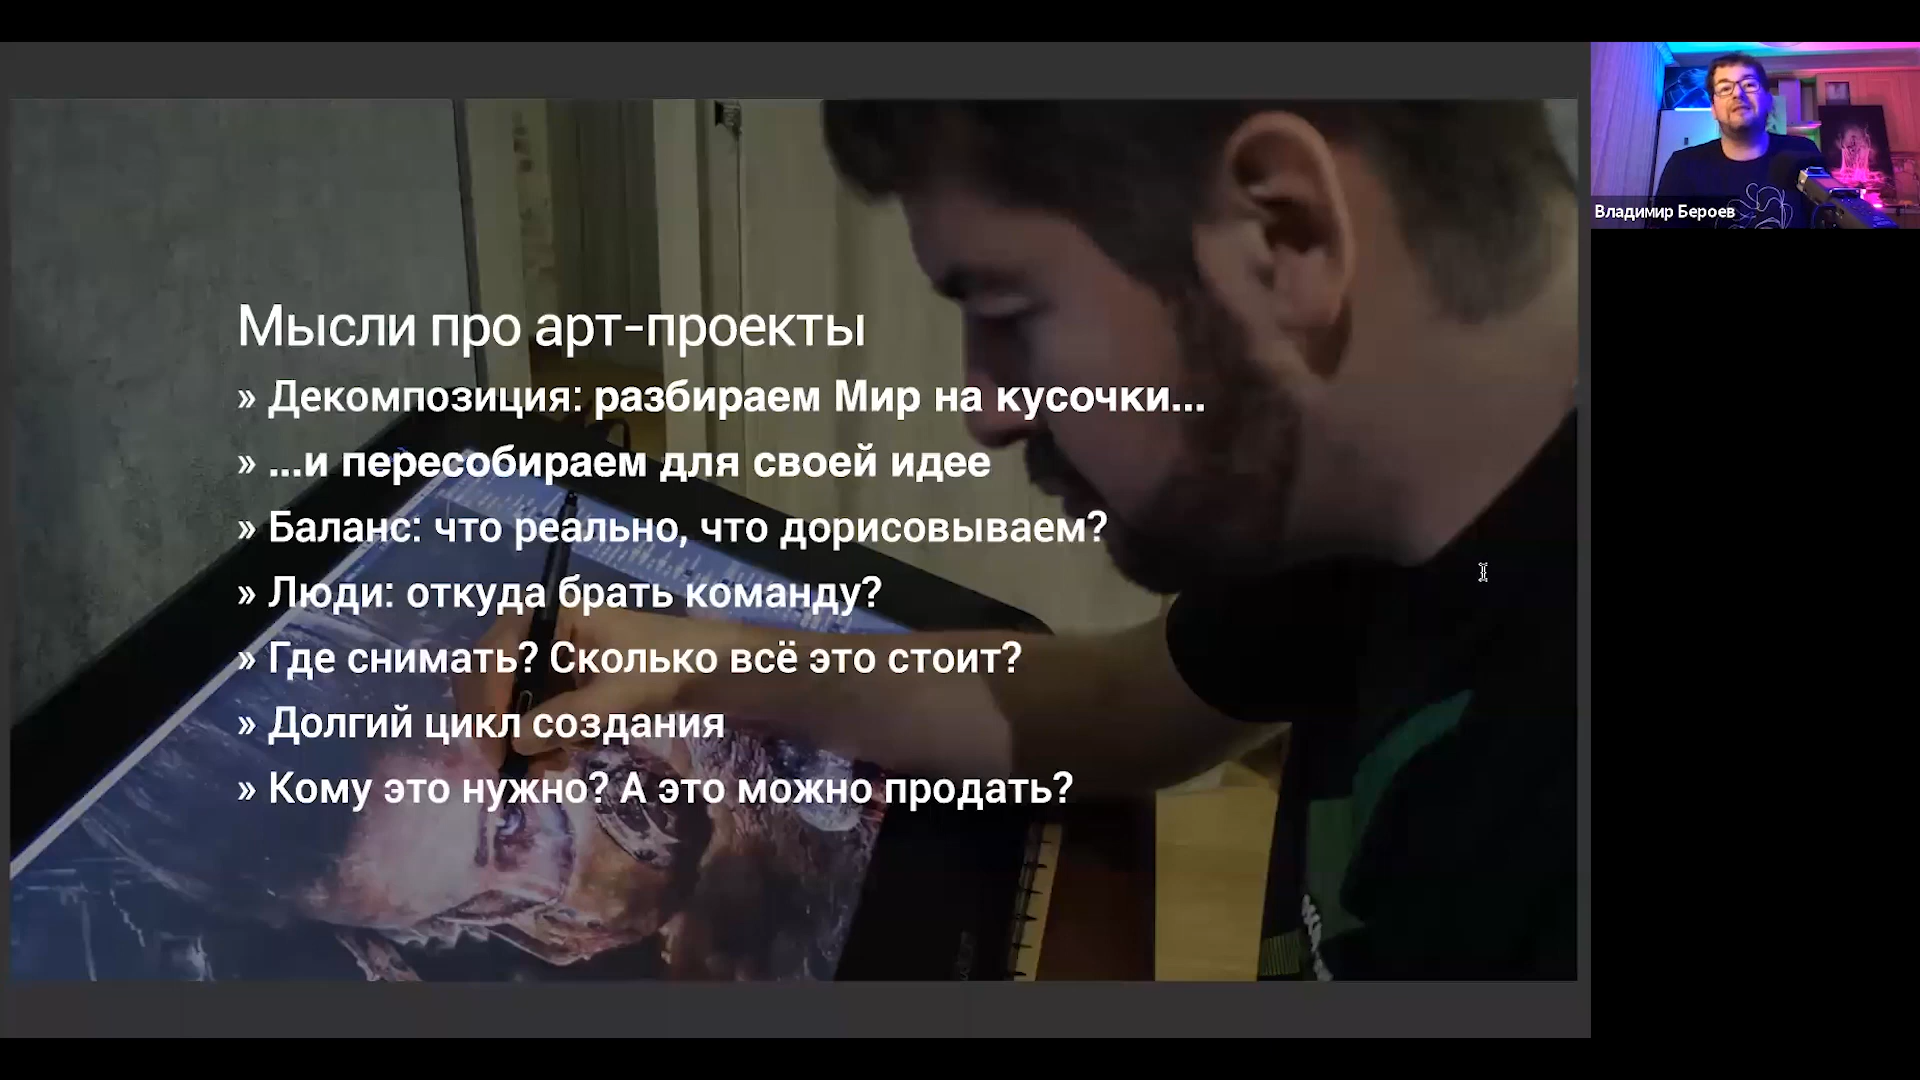 Мысли про арт-проекты
» Декомпозиция: разбираем Мир на кусочки...
» ...и пересобираем для своей идее
» Баланс: что реально, что дорисовываем?
» Люди: откуда брать команду?
» Где снимать? Сколько всё это стоит?
» Долгий цикл создания
» Кому это нужно? А это можно продать?
Владимир Бероев